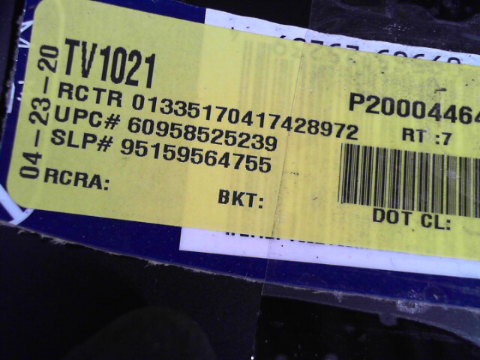 04-23-20
TV1021
RCTR 01335170417428972
UPC# 60958525239
SLP# 95159564755
RCRA:
BKT:
P20004464
RT :7
DOT CL: